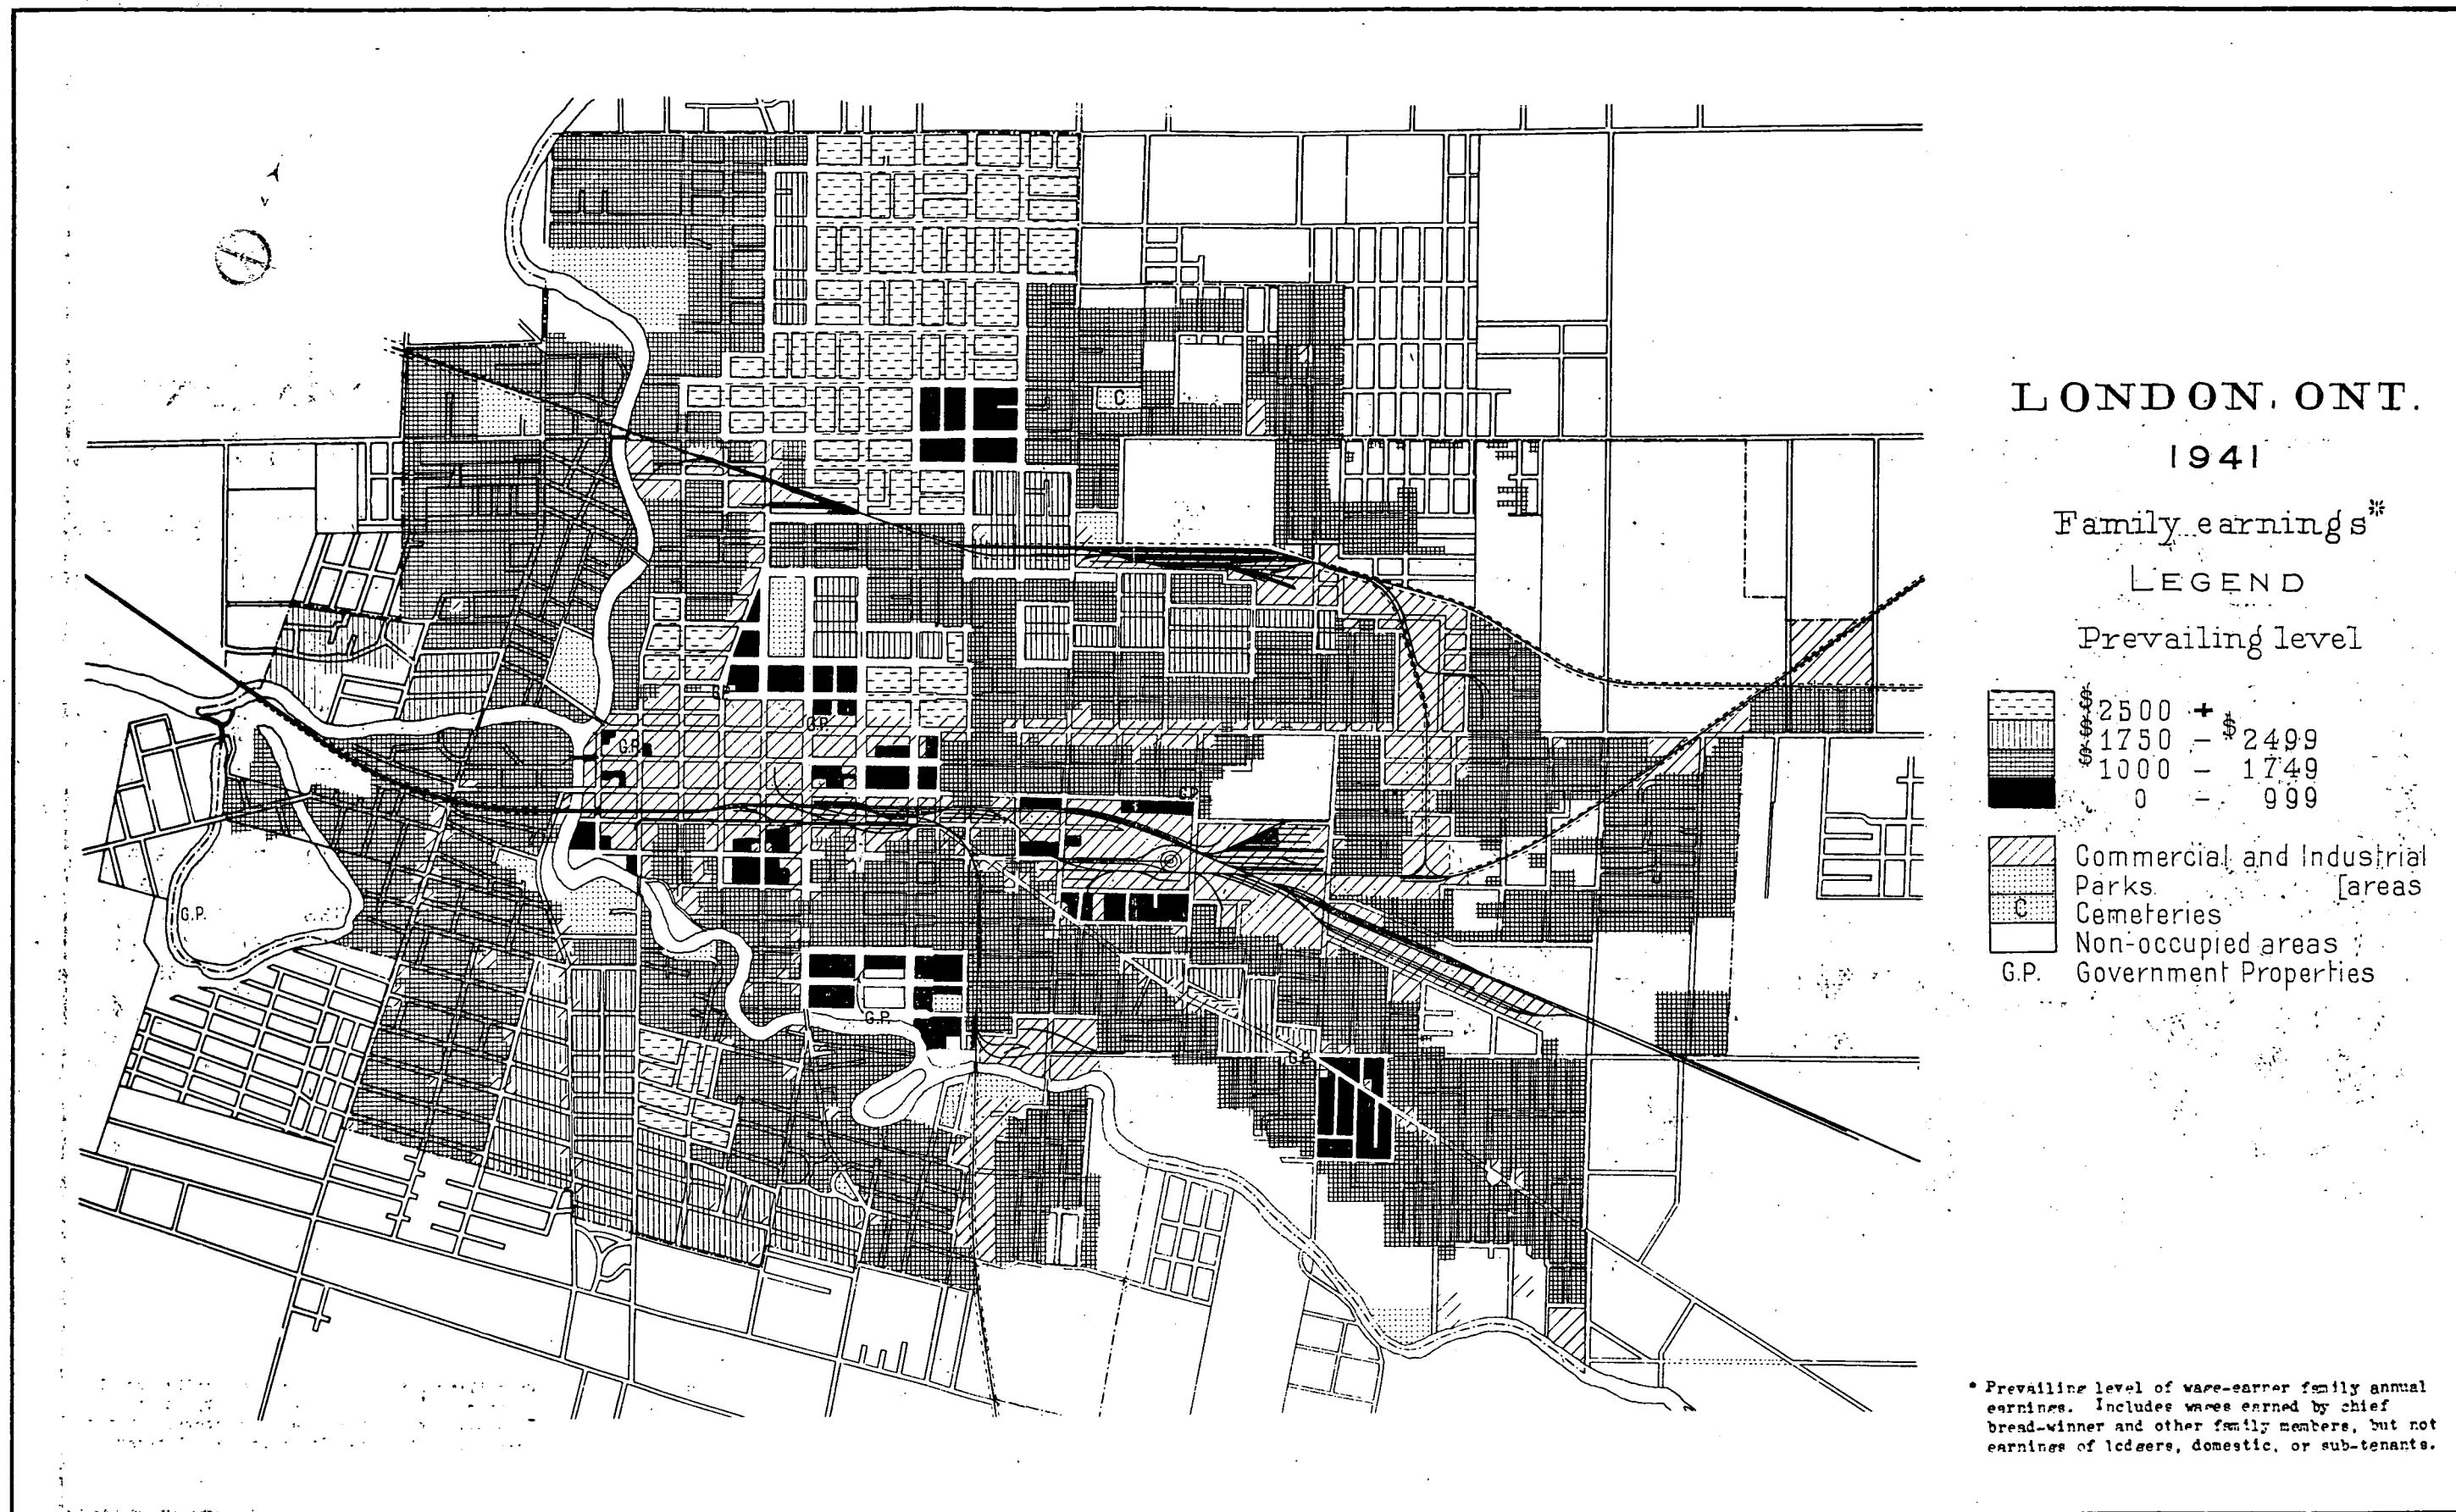 C
G.P.
G.P.
G.P.
G.P.
G.P.
G.P.
LONDON, ONT.
1941
Family earnings*
LEGEND
Prevailing level
$ 2500 +
$ 1750 - $ 2499
$ 1000 - 1749
0 - 999
Commercial and Industrial
Parks [areas
C Cemeteries
Non-occupied areas
G.P. Government Properties
* Prevailing level of wage-earner family annual
earnings. Includes wages earned by chief
bread-winner and other family members, but not
earnings of lodgers, domestic, or sub-tenants.